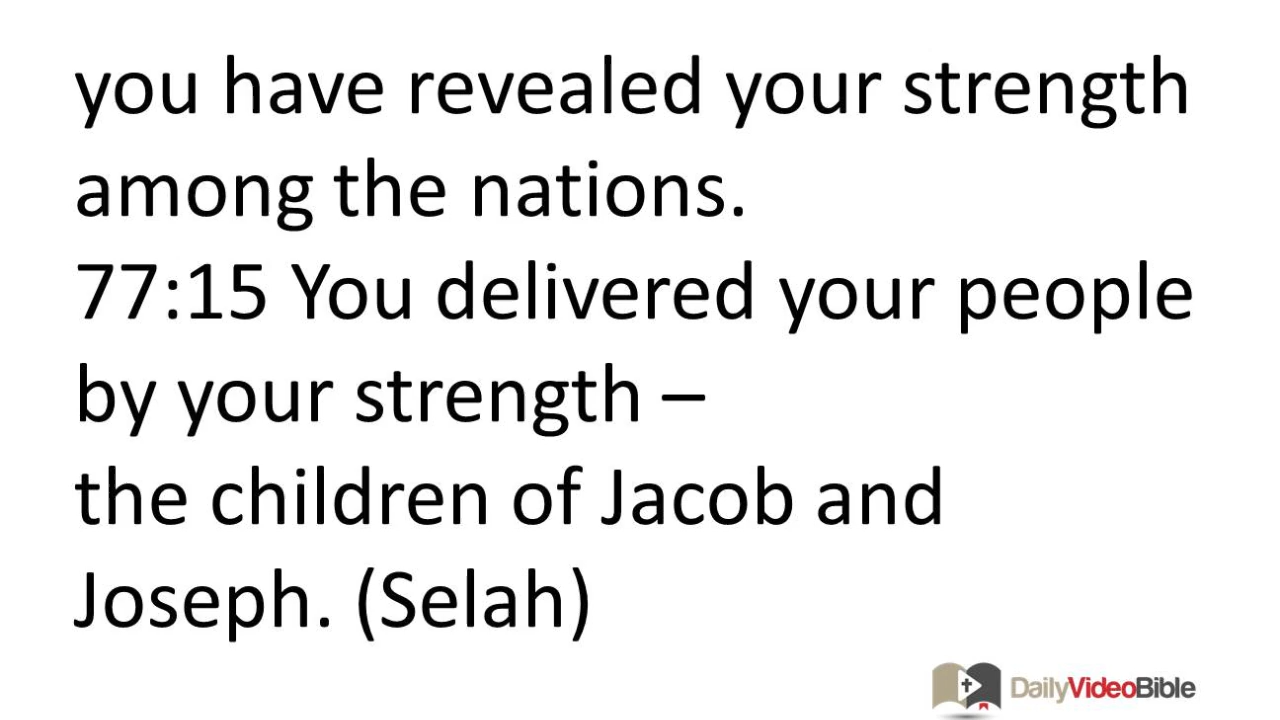 you have revealed your strength
among the nations.
77:15 You delivered your people
by your strength –
the children of Jacob and
Joseph. (Selah)
DailyVideoBible